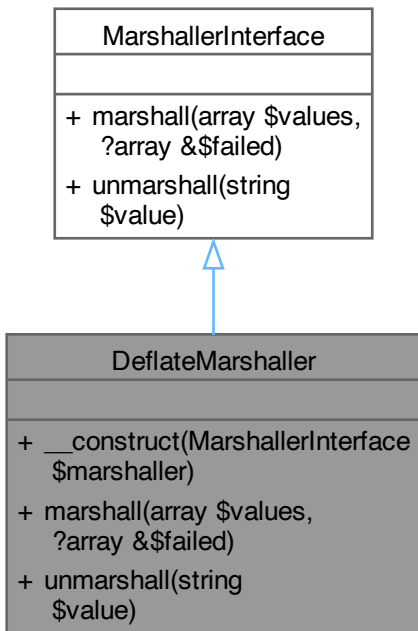 MarshallerInterface
+ marshall(array $values,
?array &$failed)
+ unmarshall(string
$value)
DeflateMarshaller
+ __construct(MarshallerInterface
$marshaller)
+ marshall(array $values,
?array &$failed)
+ unmarshall(string
$value)